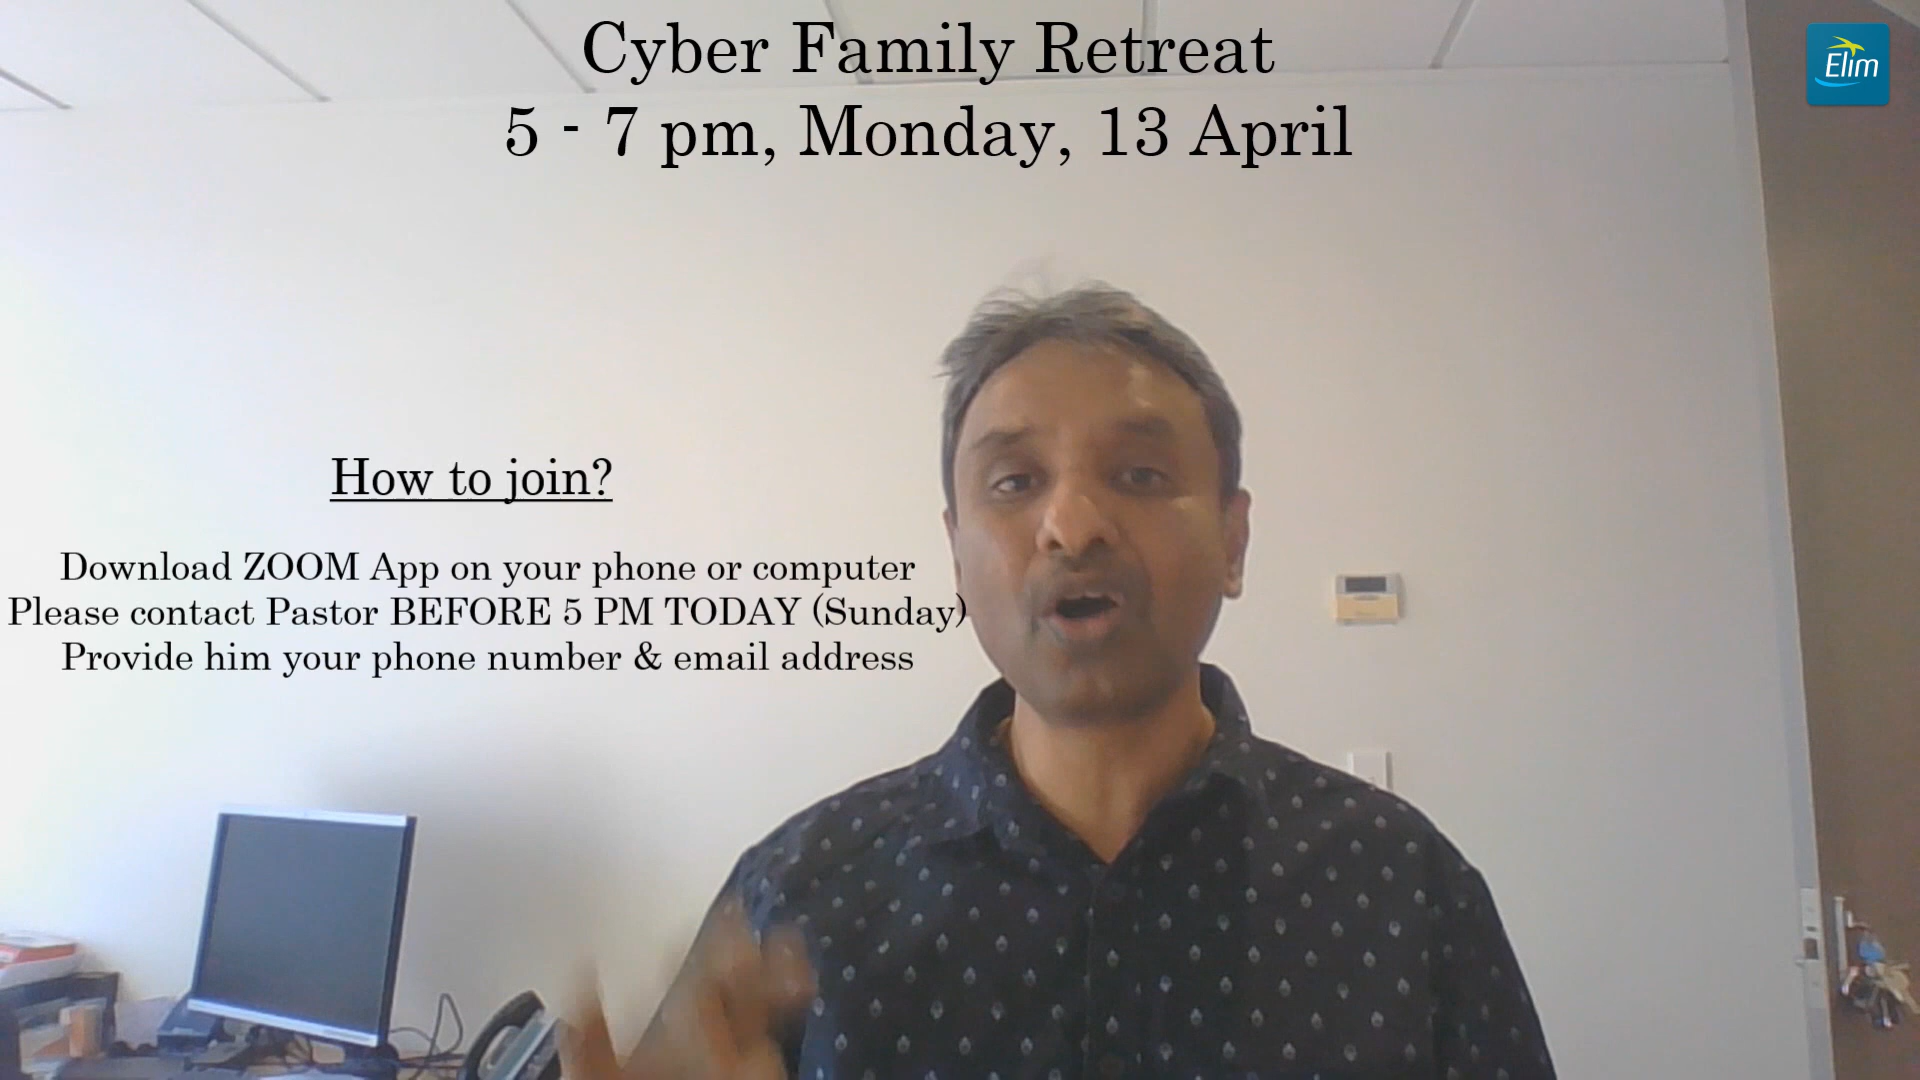 Cyber Family Retreat
5 - 7 pm, Monday, 13 April
Elim
How to join?
Download ZOOM App on your phone or computer
Please contact Pastor BEFORE 5 PM TODAY (Sunday)
Provide him your phone number & email address